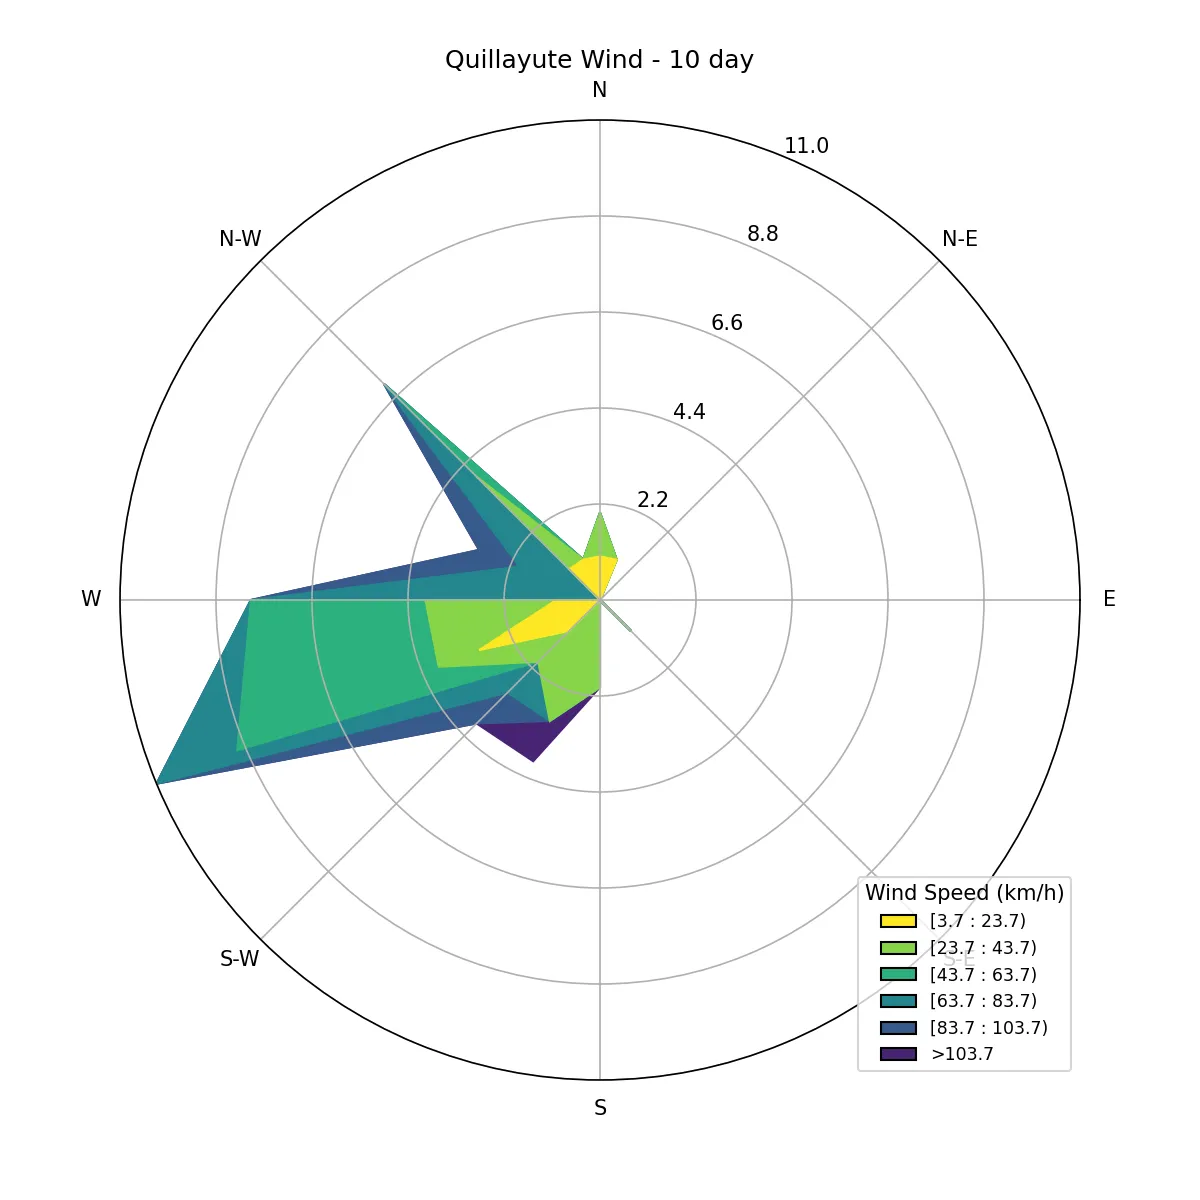 Quillayute Wind - 10 day
N
11.0
N-W
8.8
N-E
6.6
4.4
2.2
W
E
S-W
S-E
S
Wind Speed (km/h)
[3.7 : 23.7)
[23.7 : 43.7)
[43.7 : 63.7)
[63.7 : 83.7)
[83.7 : 103.7)
>103.7